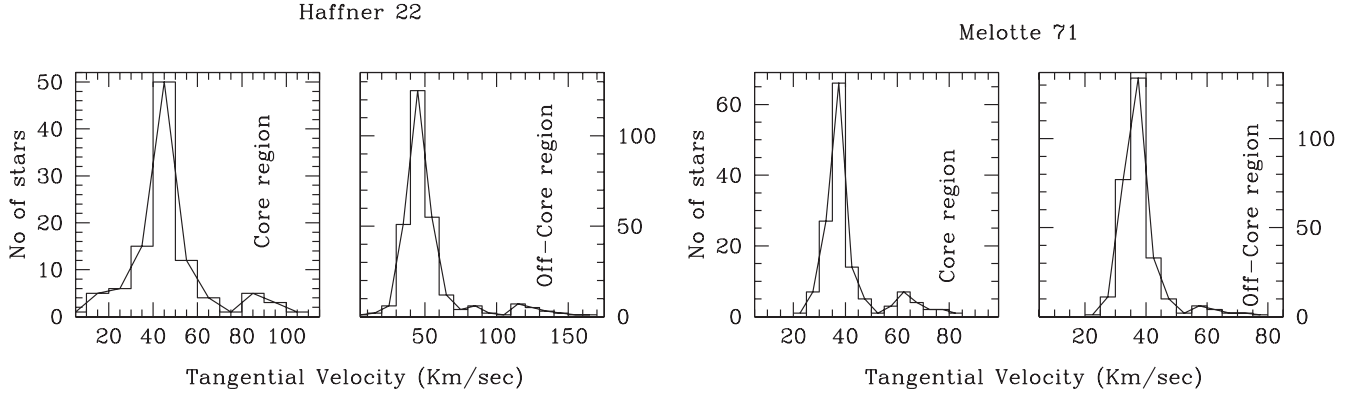 Haffner 22
Melotte 71
No of stars
50
40
30
20
10
0
Core region
20 40 60 80 100
Off-Core region
100
50
0
50 100 150
Tangential Velocity (Km/sec)
No of stars
60
40
20
0
Core region
20 40 60 80
Off-Core region
100
50
0
20 40 60 80
Tangential Velocity (Km/sec)